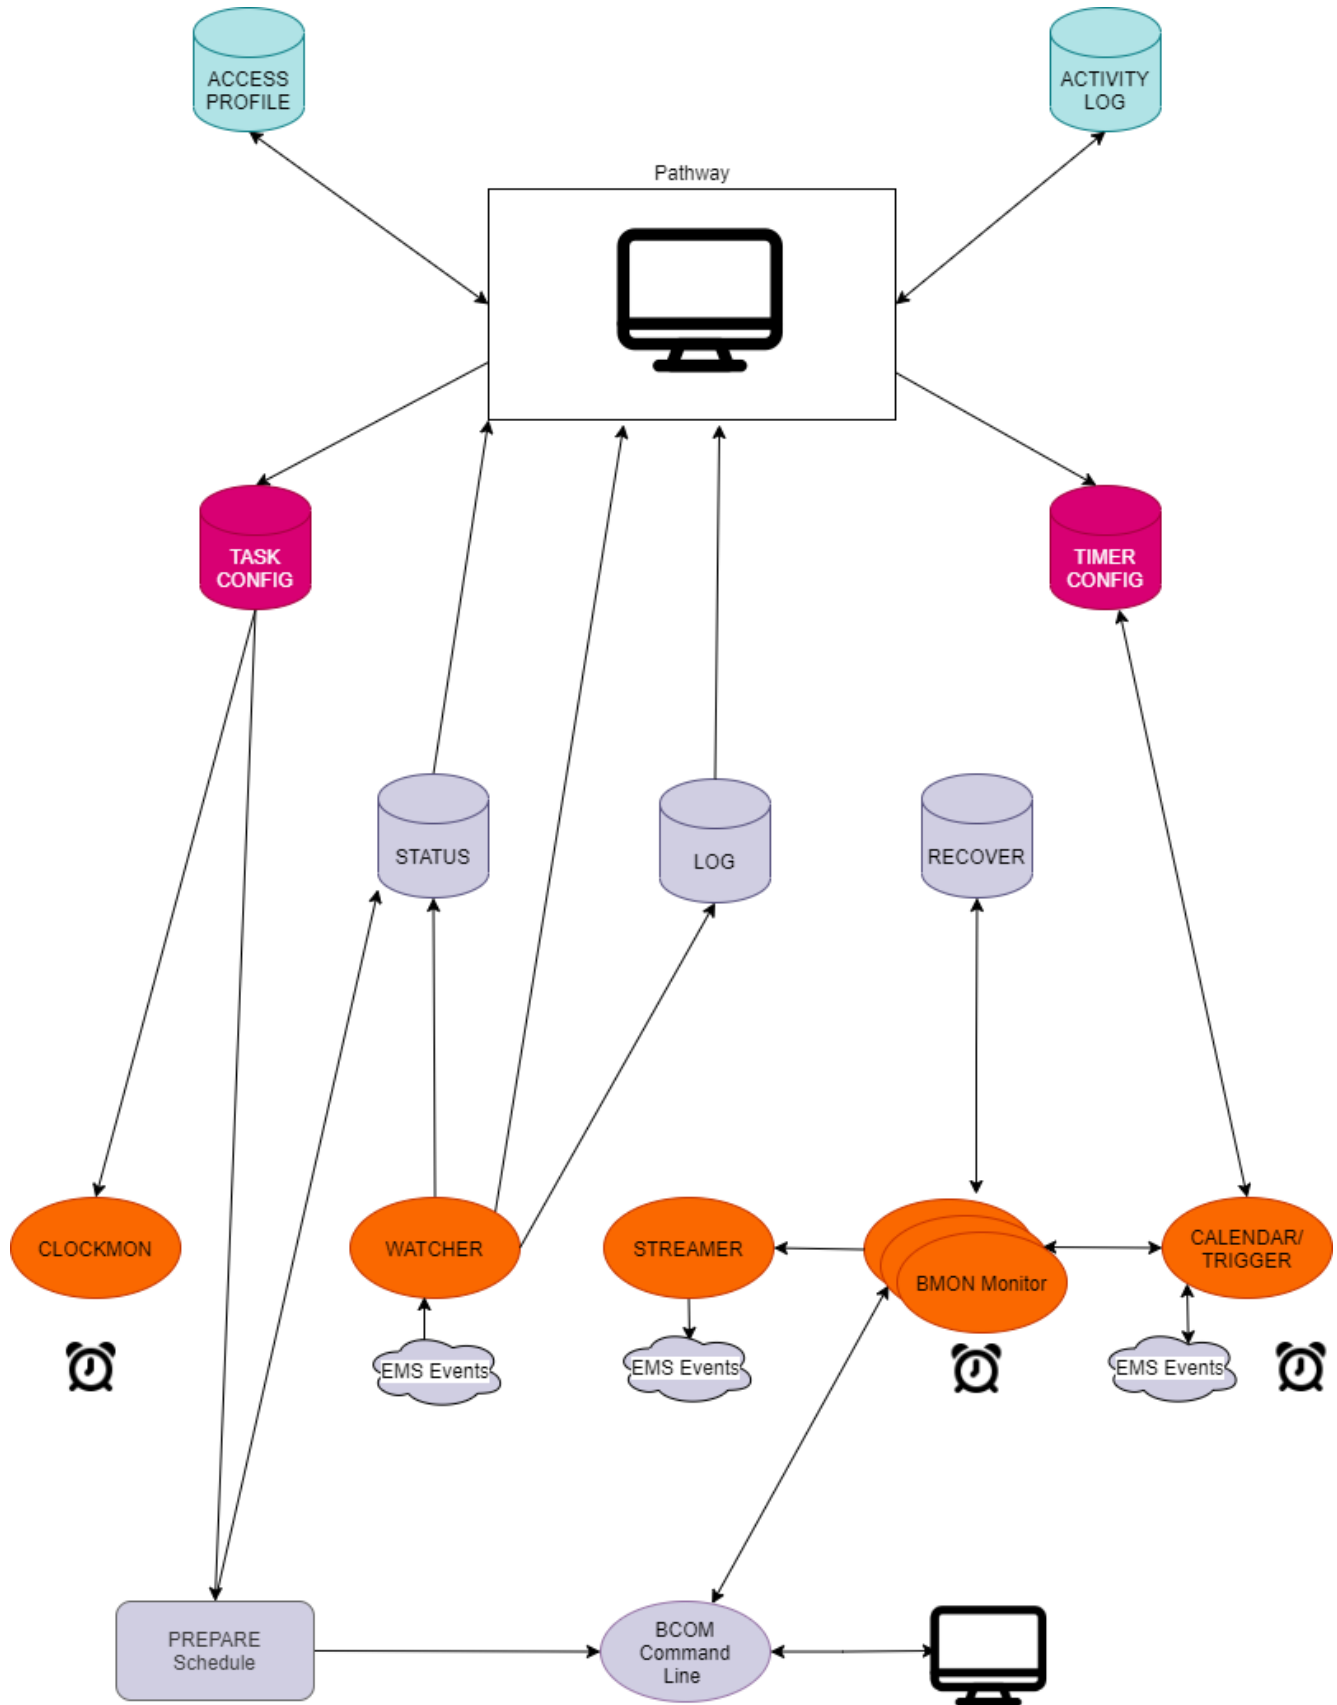 ACCESS
PROFILE
ACTIVITY
LOG
Pathway
TASK
CONFIG
TIMER
CONFIG
STATUS
LOG
RECOVER
CLOCKMON
WATCHER
STREAMER
BMON Monitor
CALENDAR/
TRIGGER
EMS Events
EMS Events
EMS Events
PREPARE
Schedule
BCOM
Command
Line